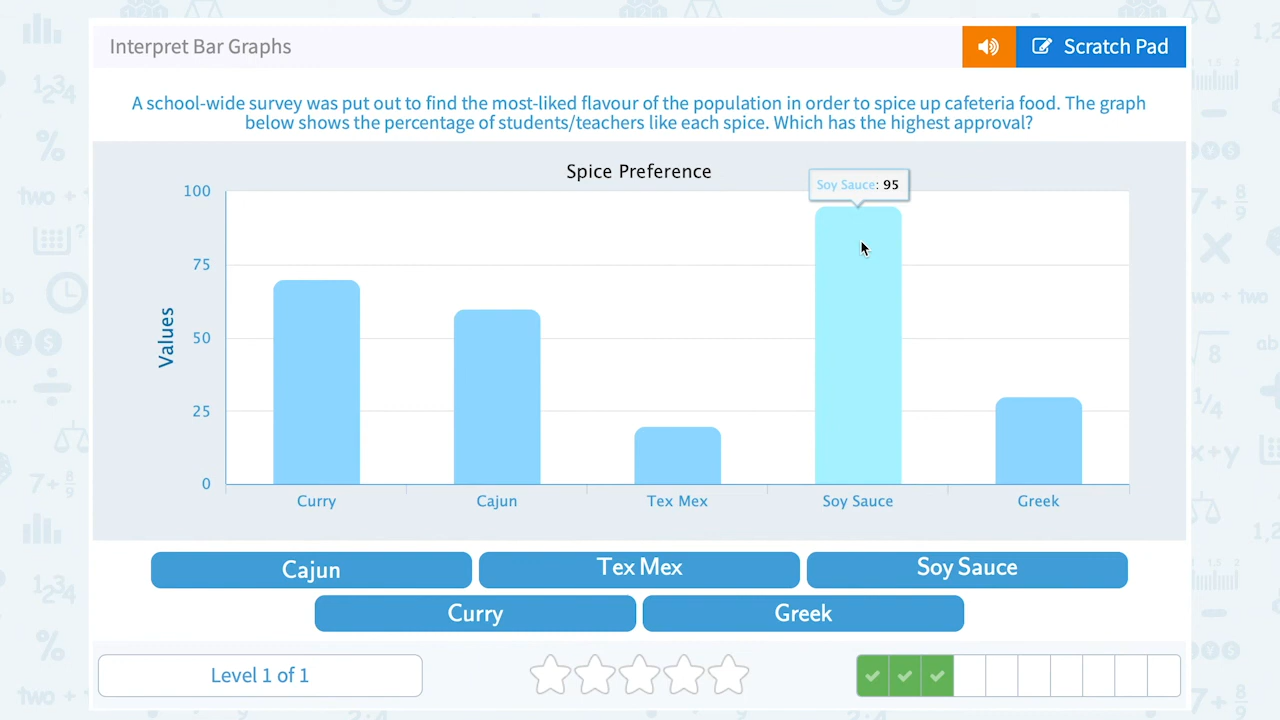 Interpret Bar Graphs
Scratch Pad
A school-wide survey was put out to find the most-liked flavour of the population in order to spice up cafeteria food. The graph
below shows the percentage of students/teachers like each spice. Which has the highest approval?
Spice Preference
Soy Sauce: 95
100
75
50
25
0
Values
Curry
Cajun
Tex Mex
Soy Sauce
Greek
Cajun
Tex Mex
Soy Sauce
Curry
Greek
Level 1 of 1